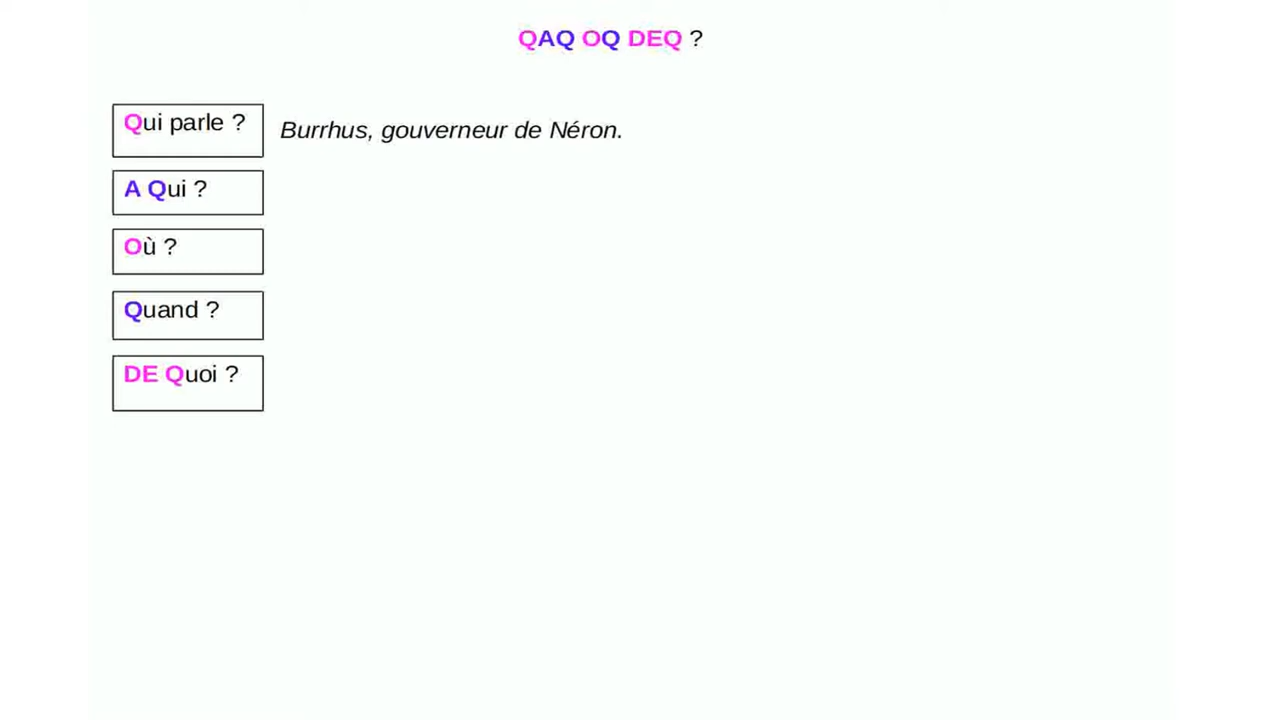 QAQ OQ DEQ ?
Qui parle ?
Burrhus, gouverneur de Néron.
A Qui ?
Où ?
Quand ?
DE Quoi ?